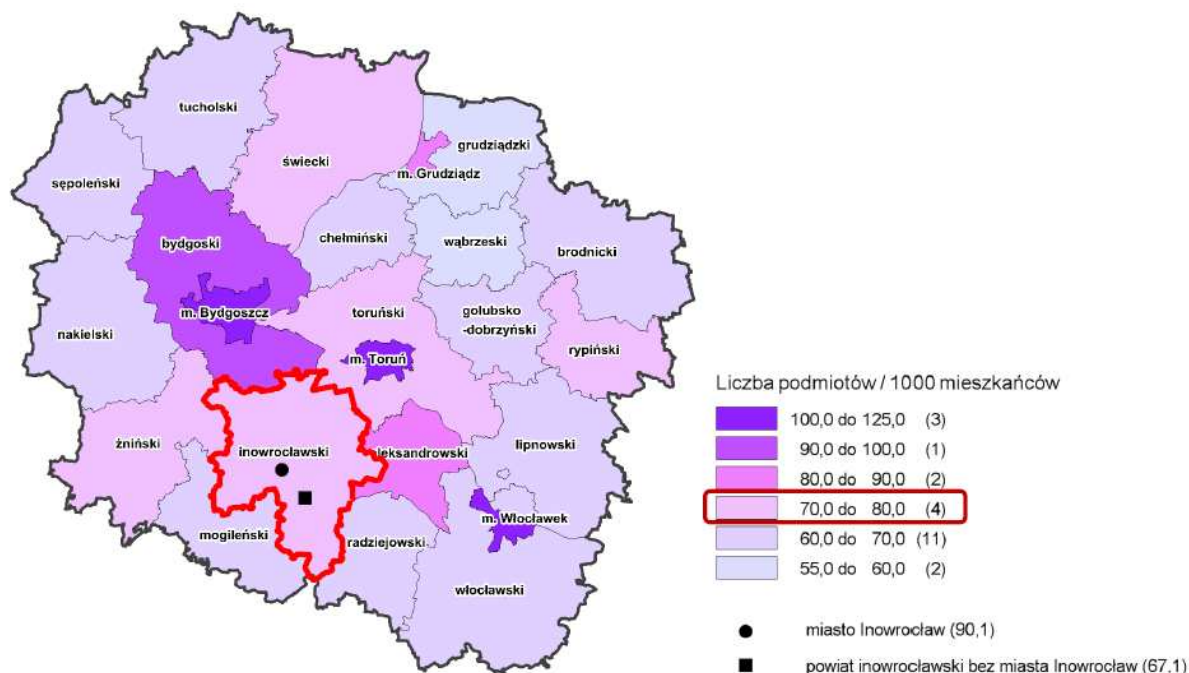 tucholski
grudziądzki
świecki
m. Grudziądz
sępoleński
bydgoski
chełmiński
wąbrzeski
brodnicki
m. Bydgoszcz
toruński
golubsko
-dobrzyński
nakielski
m. Toruń
rypiński
żniński
inowrocławski
leksandrowski
lipnowski
m. Włocławek
mogileński
radziejowski
włocławski
Liczba podmiotów / 1000 mieszkańców
100,0 do 125,0 (3)
90,0 do 100,0 (1)
80,0 do 90,0 (2)
70,0 do 80,0 (4)
60,0 do 70,0 (11)
55,0 do 60,0 (2)
miasto Inowrocław (90,1)
powiat inowrocławski bez miasta Inowrocław (67,1)